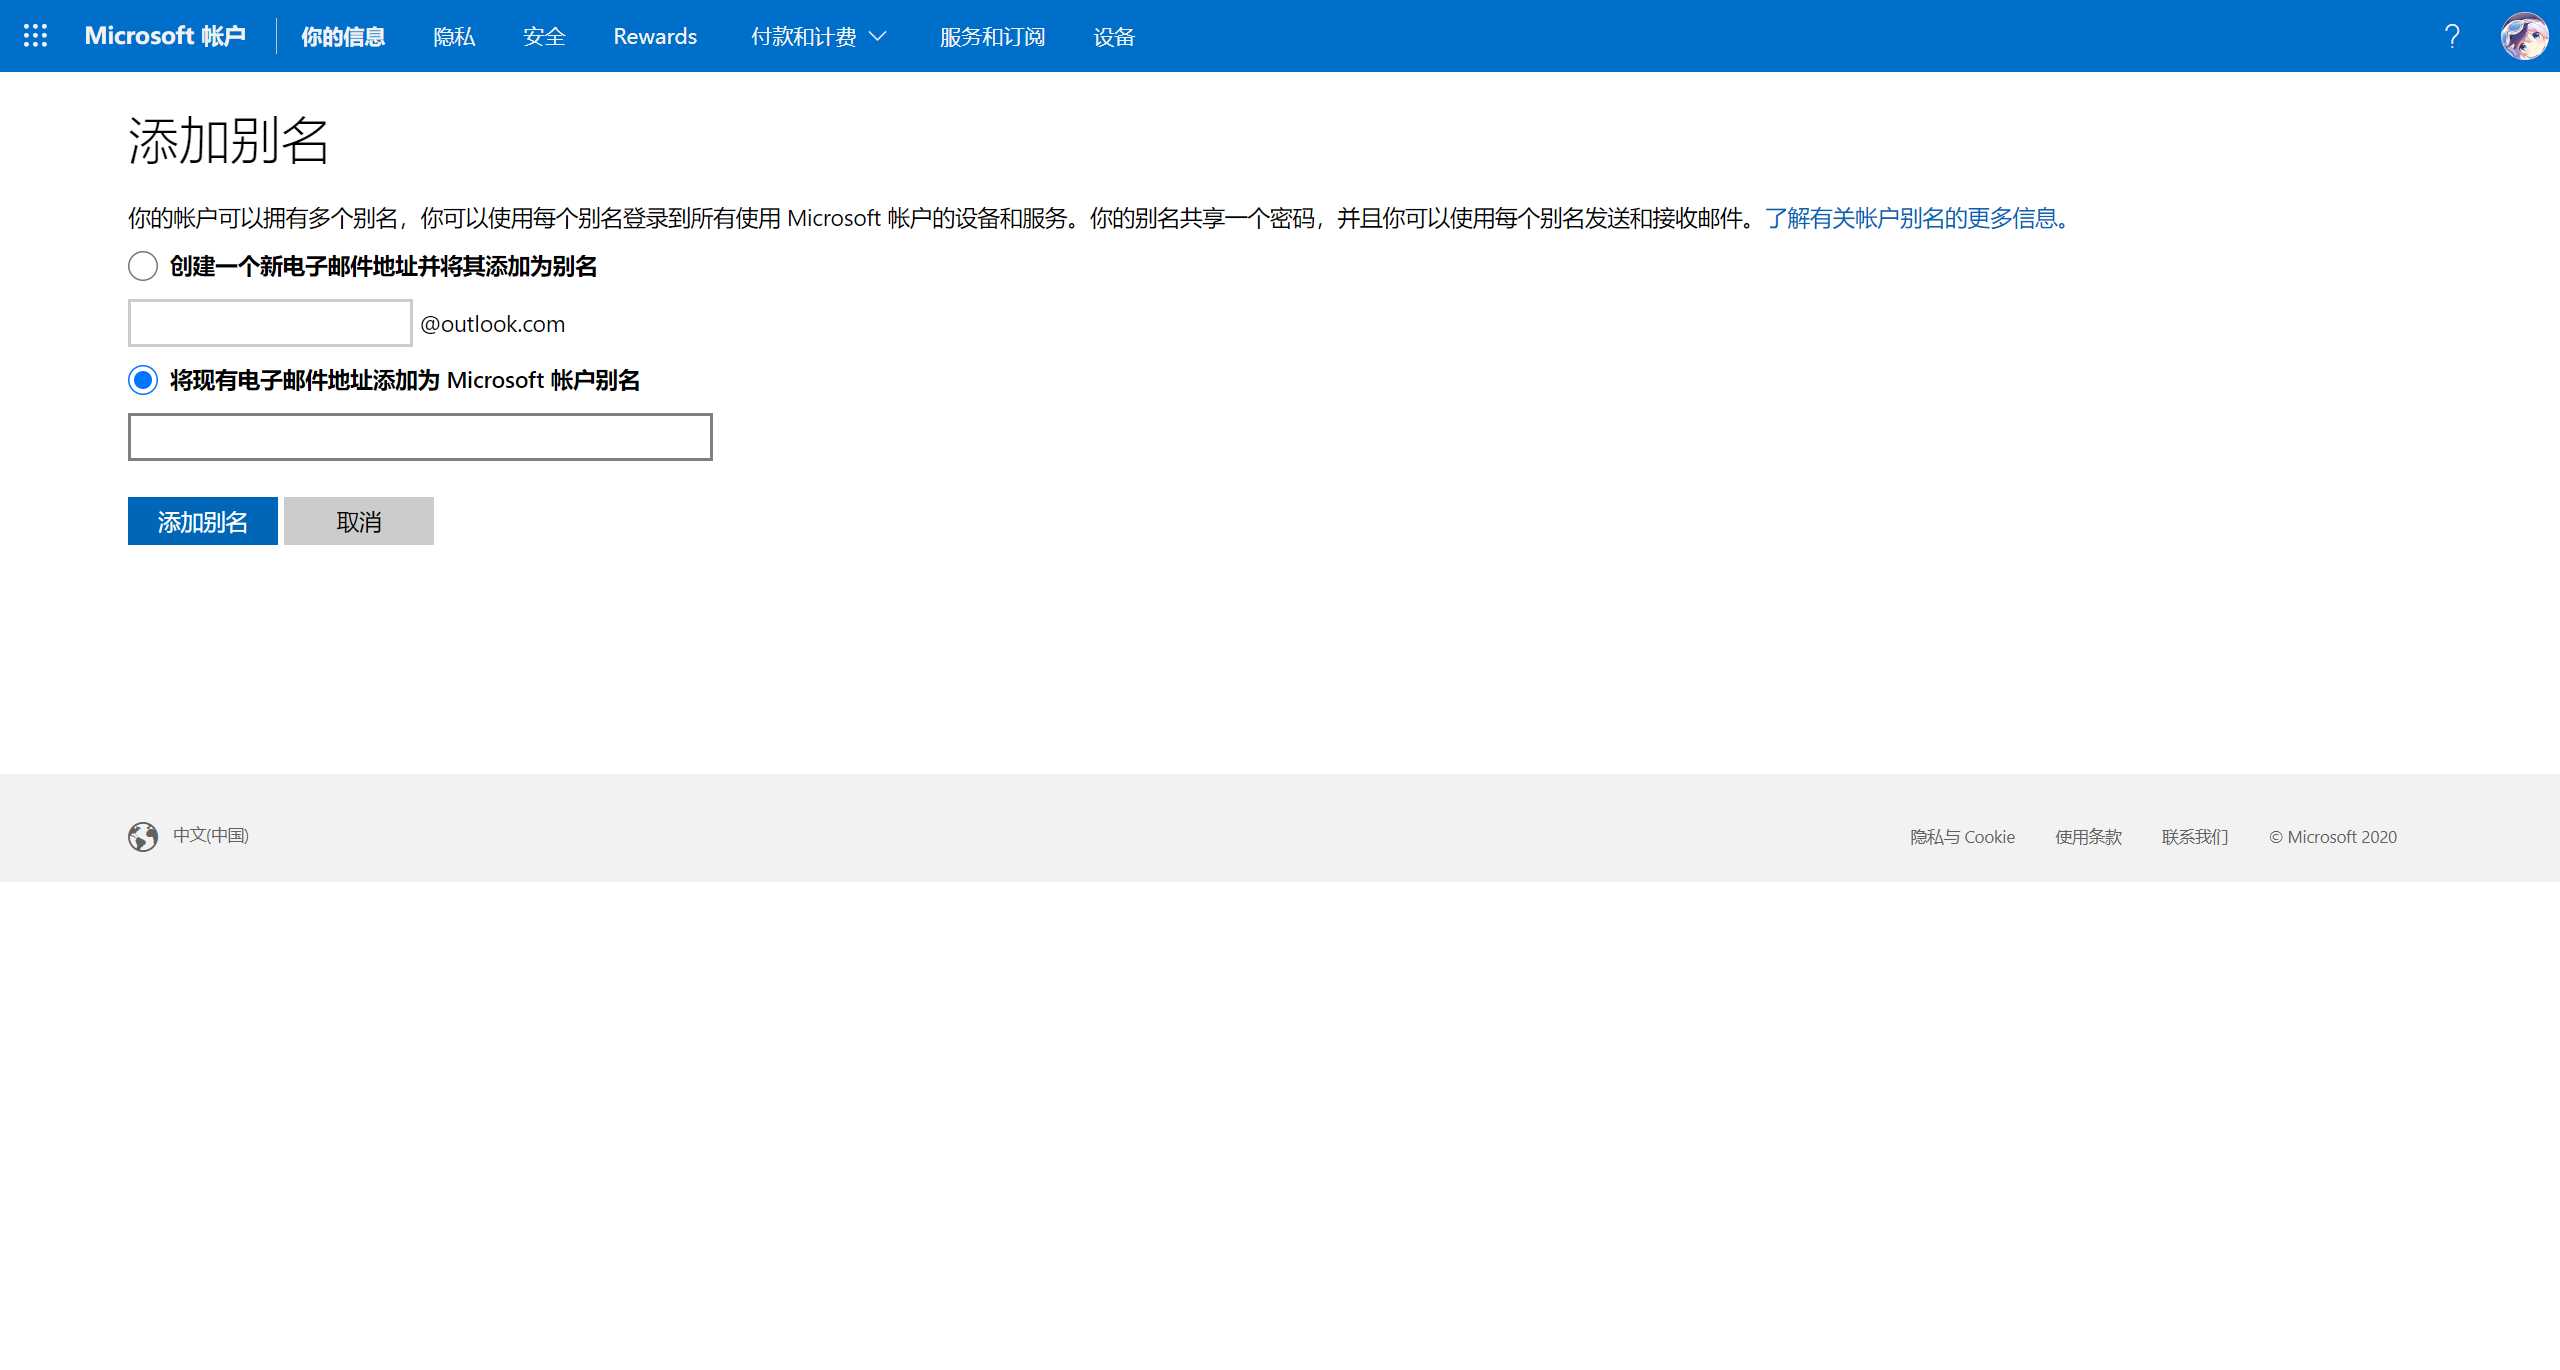 Microsoft 帐户 你的信息 隐私 安全 Rewards 付款和计费 服务和订阅 设备 ?
添加别名
你的帐户可以拥有多个别名，你可以使用每个别名登录到所有使用 Microsoft 帐户的设备和服务。你的别名共享一个密码，并且你可以使用每个别名发送和接收邮件。了解有关帐户别名的更多信息。
创建一个新电子邮件地址并将其添加为别名
@outlook.com
将现有电子邮件地址添加为 Microsoft 帐户别名
添加别名 取消
中文(中国) 隐私与 Cookie 使用条款 联系我们 © Microsoft 2020